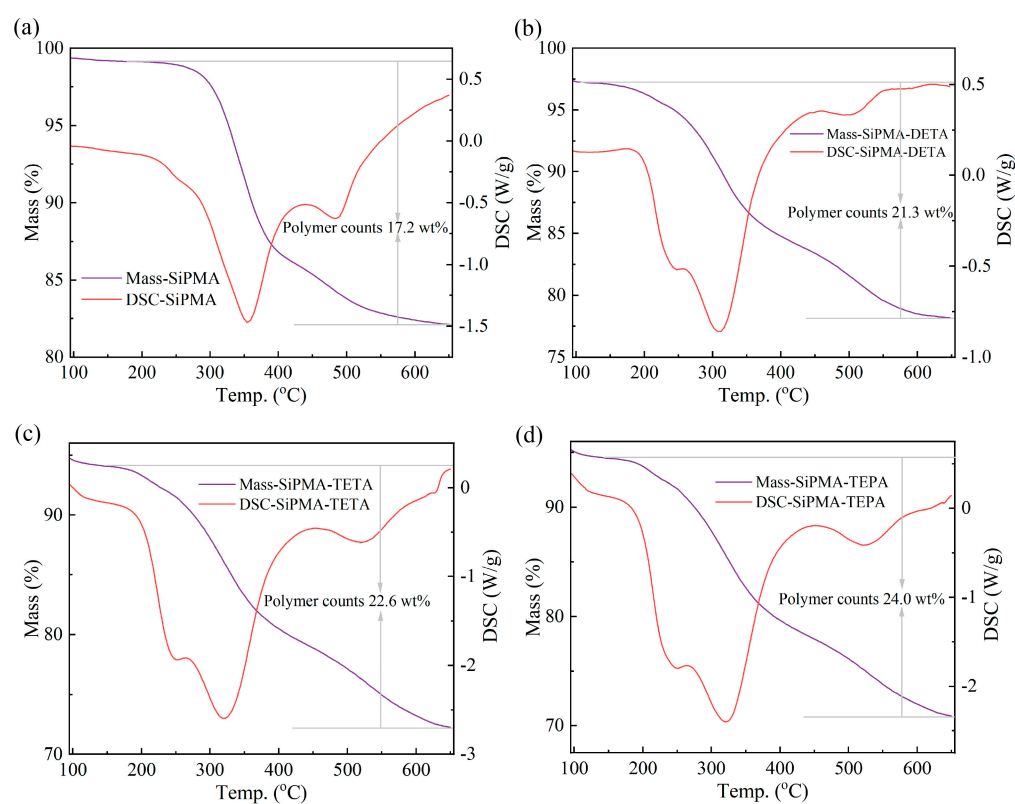 (a)
100
95
90
85
80
Mass (%)
0.5
0.0
-0.5
-1.0
-1.5
DSC (W/g)
Polymer counts 17.2 wt%
Mass-SiPMA
DSC-SiPMA
100 200 300 400 500 600
Temp. (°C)
(b)
100
95
90
85
80
75
Mass (%)
0.5
0.0
-0.5
-1.0
DSC (W/g)
Mass-SiPMA-DETA
DSC-SiPMA-DETA
Polymer counts 21.3 wt%
100 200 300 400 500 600
Temp. (°C)
(c)
90
80
70
Mass (%)
0
-1
-2
-3
DSC (W/g)
Mass-SiPMA-TETA
DSC-SiPMA-TETA
Polymer counts 22.6 wt%
100 200 300 400 500 600
Temp. (°C)
(d)
90
80
70
Mass (%)
0
-1
-2
DSC (W/g)
Mass-SiPMA-TEPA
DSC-SiPMA-TEPA
Polymer counts 24.0 wt%
100 200 300 400 500 600
Temp. (°C)